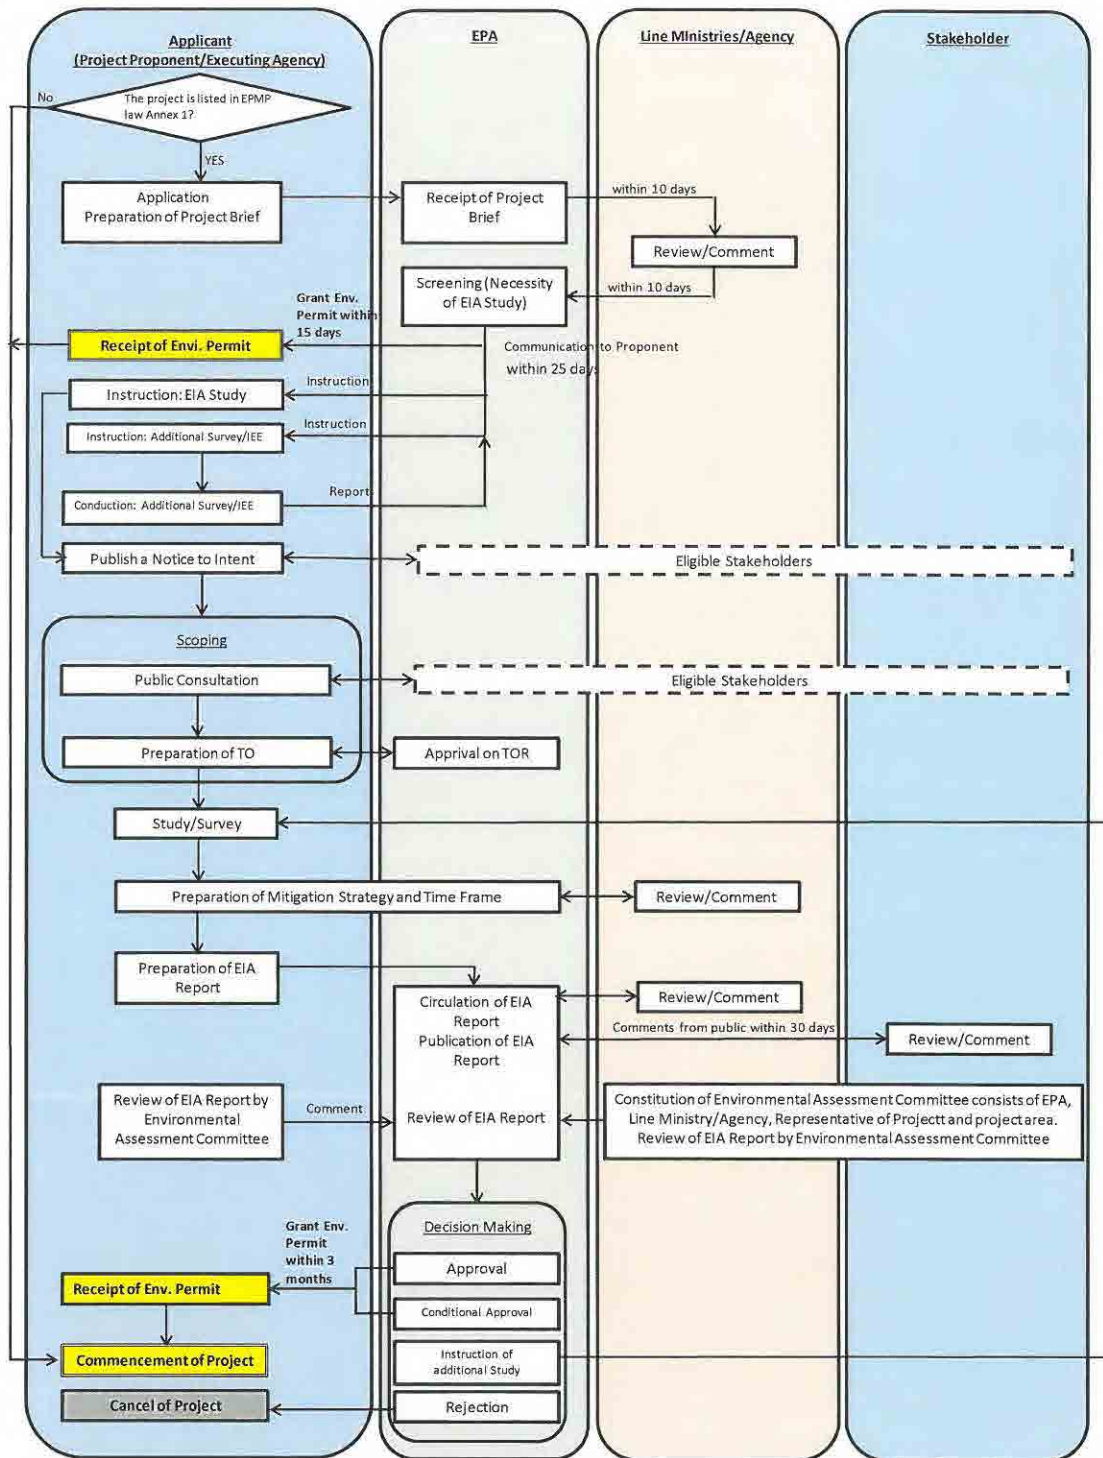 Applicant
(Project Proponent/Executing Agency)
EPA
Line MInistries/Agency
Stakeholder
No
The project is listed in EPMP
law Annex 1?
YES
Application
Preparation of Project Brief
Receipt of Project
Brief
within 10 days
Review/Comment
Screening (Necessity
of EIA Study)
within 10 days
Grant Env.
Permit within
15 days
Receipt of Envi. Permit
Communication to Proponent
within 25 days
Instruction
Instruction: EIA Study
Instruction
Instruction: Additional Survey/IEE
Report
Conduction: Additional Survey/IEE
Publish a Notice to Intent
Eligible Stakeholders
Scoping
Public Consultation
Eligible Stakeholders
Preparation of TO
Apprival on TOR
Study/Survey
Preparation of Mitigation Strategy and Time Frame
Review/Comment
Preparation of EIA
Report
Circulation of EIA
Report
Publication of EIA
Report
Review of EIA Report
Review/Comment
Comments from public within 30 days
Review/Comment
Review of EIA Report by
Environmental
Assessment Committee
Comment
Constitution of Environmental Assessment Committee consists of EPA,
Line Ministry/Agency, Representative of Projectt and project area.
Review of EIA Report by Environmental Assessment Committee
Decision Making
Grant Env.
Permit
within 3
months
Approval
Receipt of Env. Permit
Conditional Approval
Commencement of Project
Instruction of
additional Study
Cancel of Project
Rejection